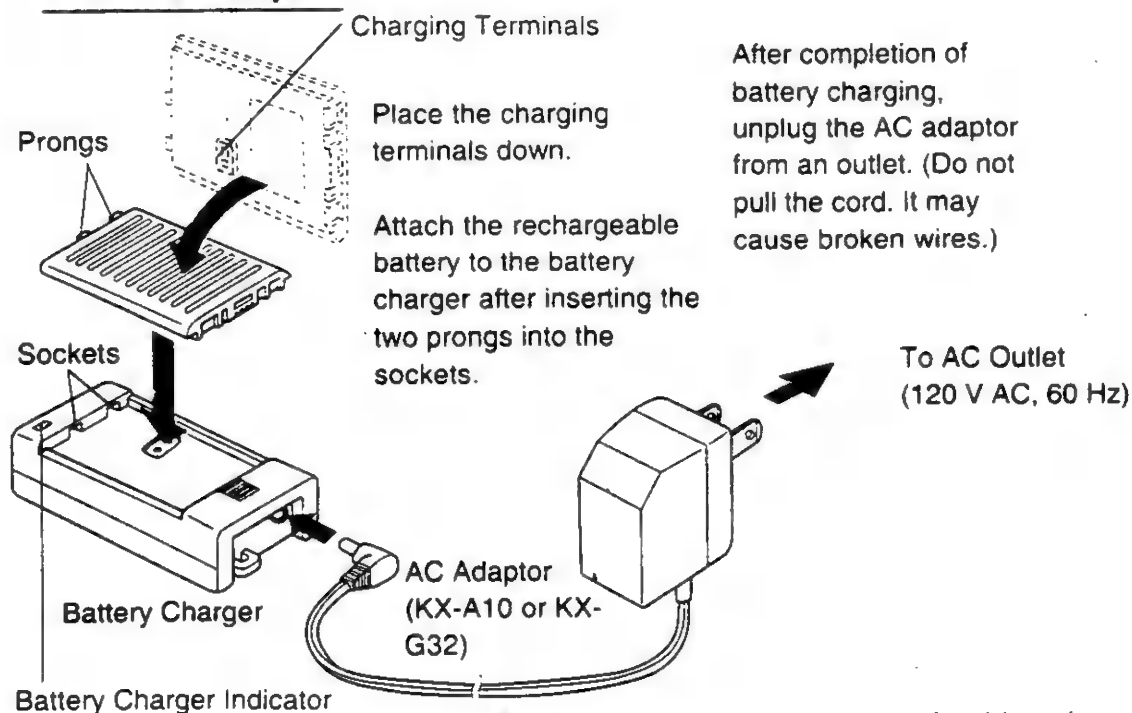 Charging Terminals
Prongs
Place the charging
terminals down.
Attach the rechargeable
battery to the battery
charger after inserting the
two prongs into the
sockets.
After completion of
battery charging,
unplug the AC adaptor
from an outlet. (Do not
pull the cord. It may
cause broken wires.)
Sockets
To AC Outlet
(120 V AC, 60 Hz)
AC Adaptor
(KX-A10 or KX-
G32)
Battery Charger
Battery Charger Indicator